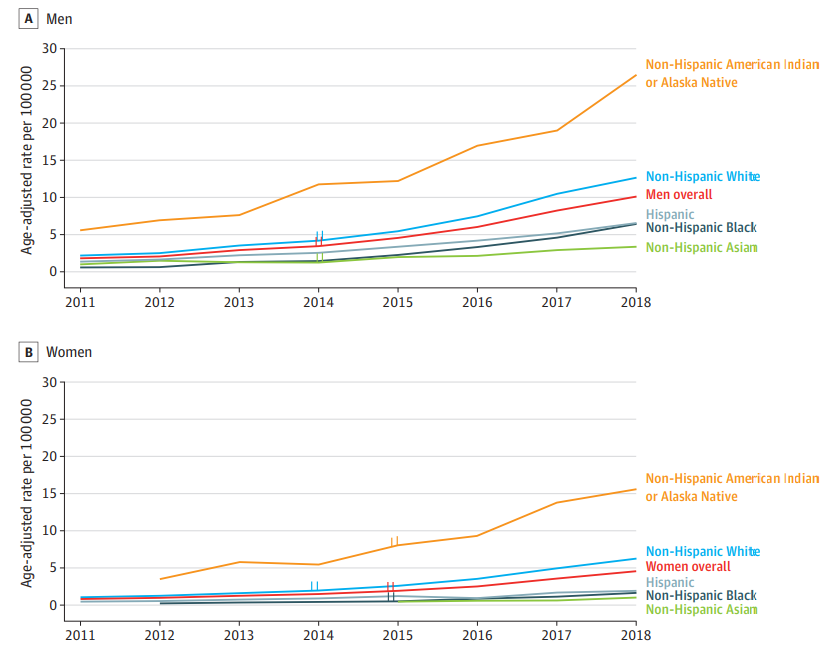 A Men
Age-adjusted rate per 100 000
30
25
20
15
10
5
0
2011 2012 2013 2014 2015 2016 2017 2018
Non-Hispanic American Indian
or Alaska Native
Non-Hispanic White
Men overall
Hispanic
Non-Hispanic Black
Non-Hispanic Asian
B Women
Age-adjusted rate per 100 000
30
25
20
15
10
5
0
2011 2012 2013 2014 2015 2016 2017 2018
Non-Hispanic American Indian
or Alaska Native
Non-Hispanic White
Women overall
Hispanic
Non-Hispanic Black
Non-Hispanic Asian